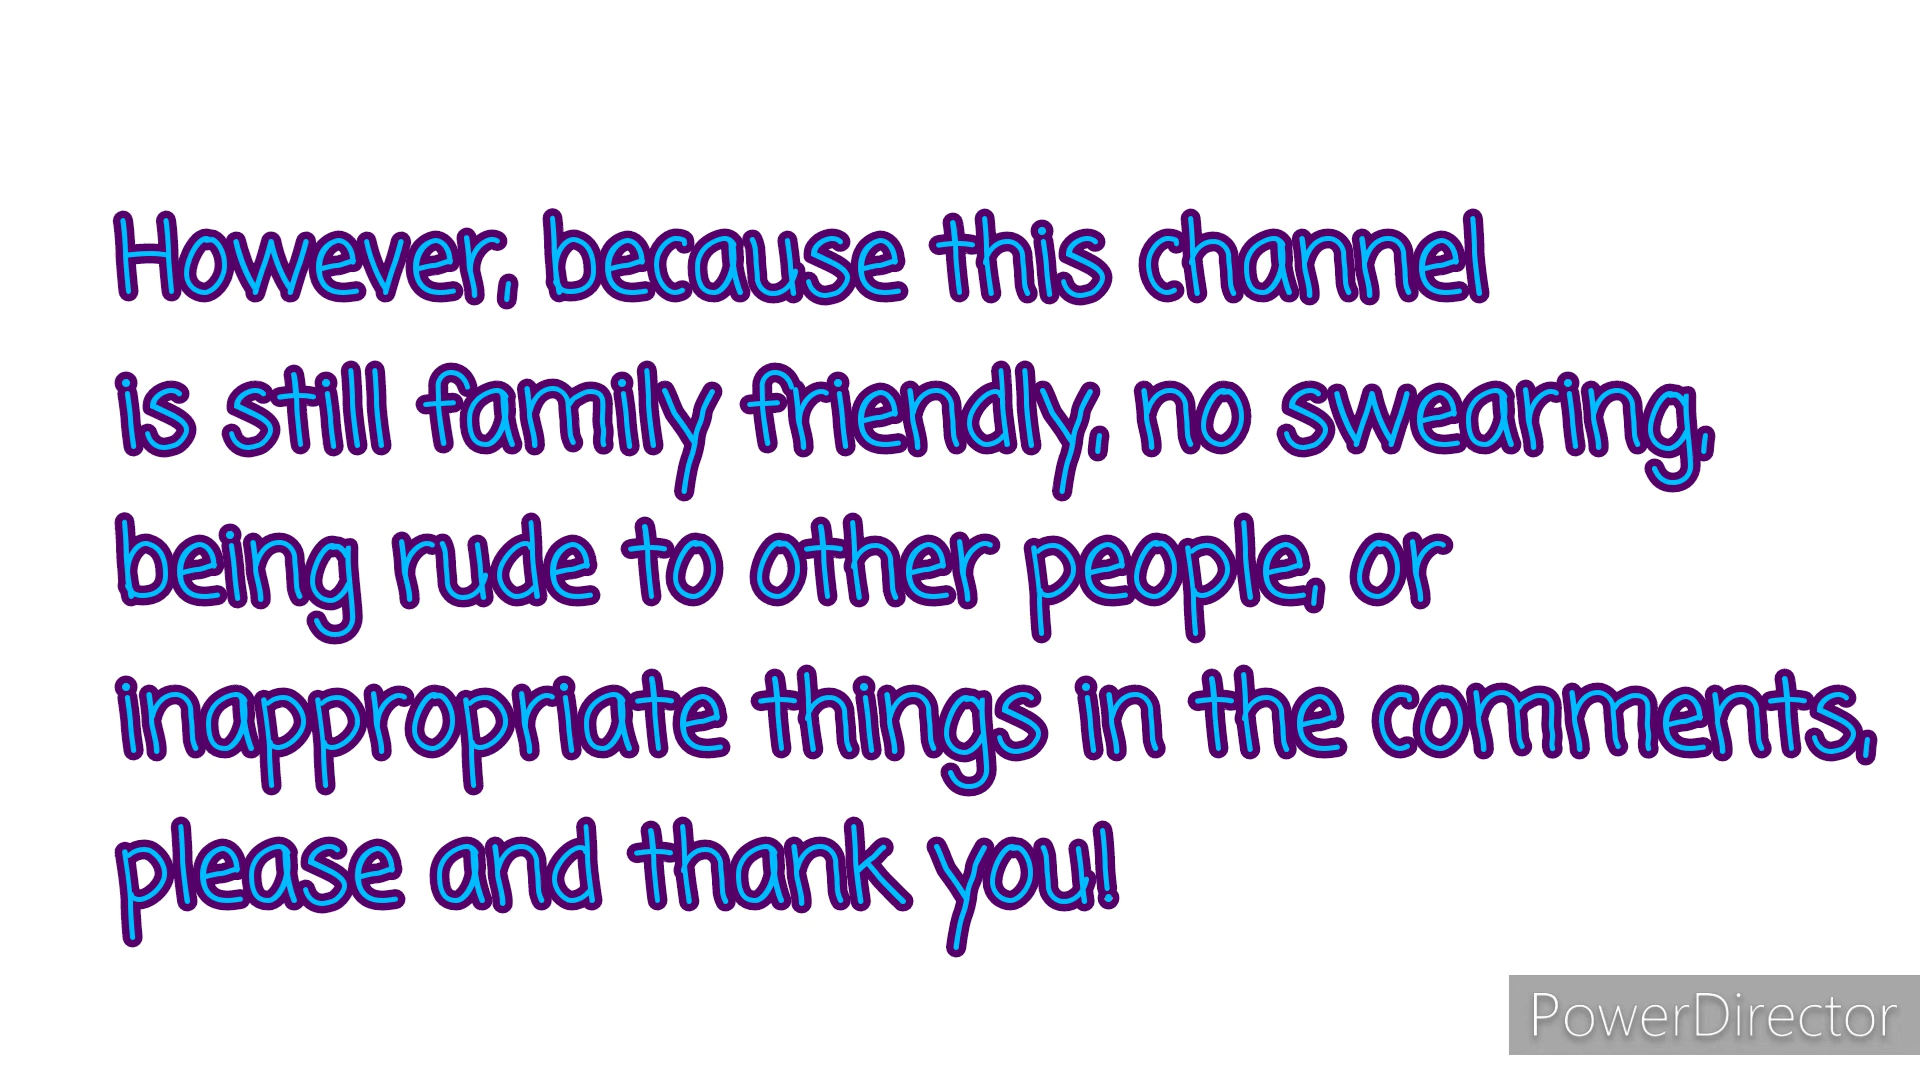 However, because this channel
is still family friendly, no swearing,
being rude to other people, or
inappropriate things in the comments,
please and thank you!
PowerDirector